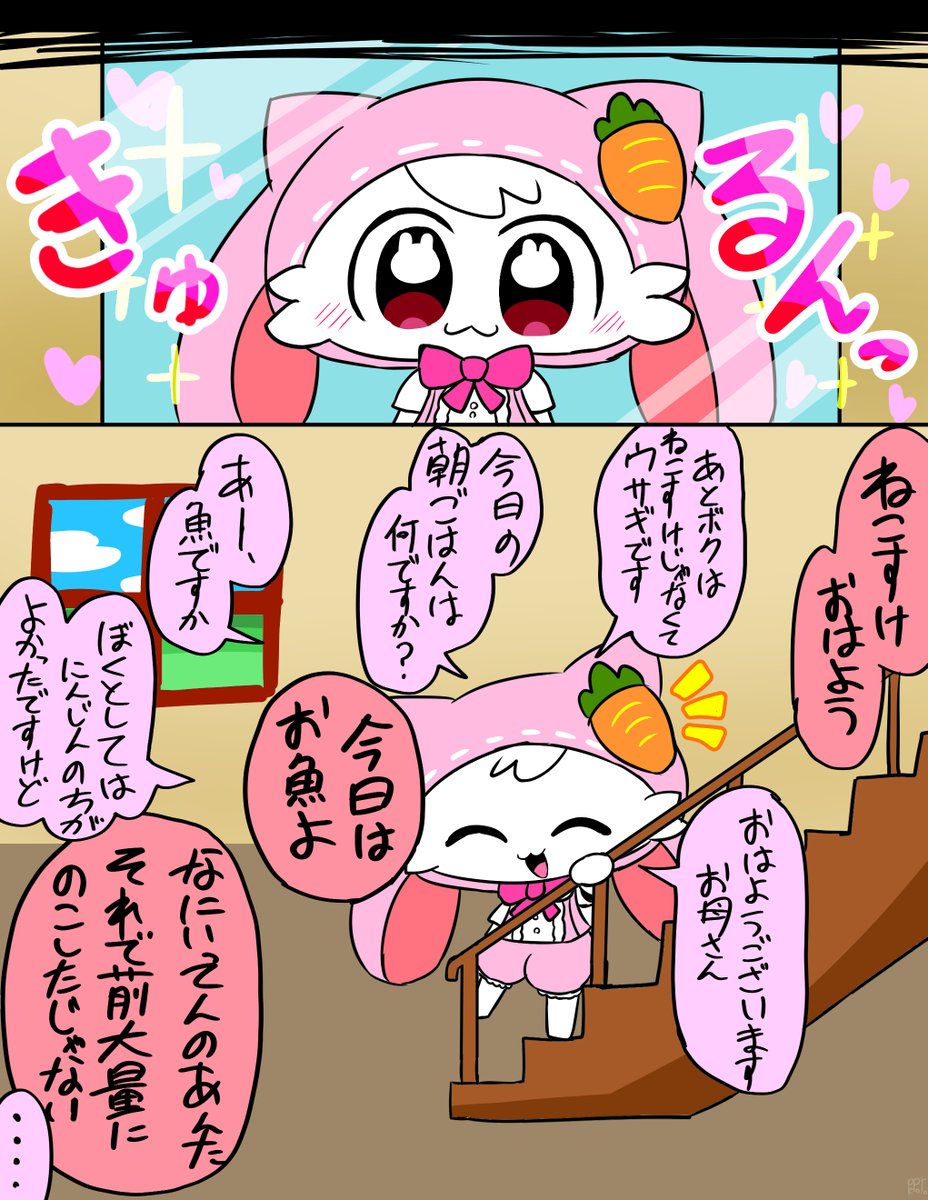 きゅ
るんっ
ねこすけ
おはよう
おはようございます
お母さん
あとボクは
ねこすけじゃなくて
ウサギです
今日の
朝ごはんは
何ですか?
今日は
お魚よ
あー、
魚ですか
ぼくとしては
にんじんの方が
よかったですけど
なにいってんのあんた
それで前大量に
のこしたじゃない
・・・・